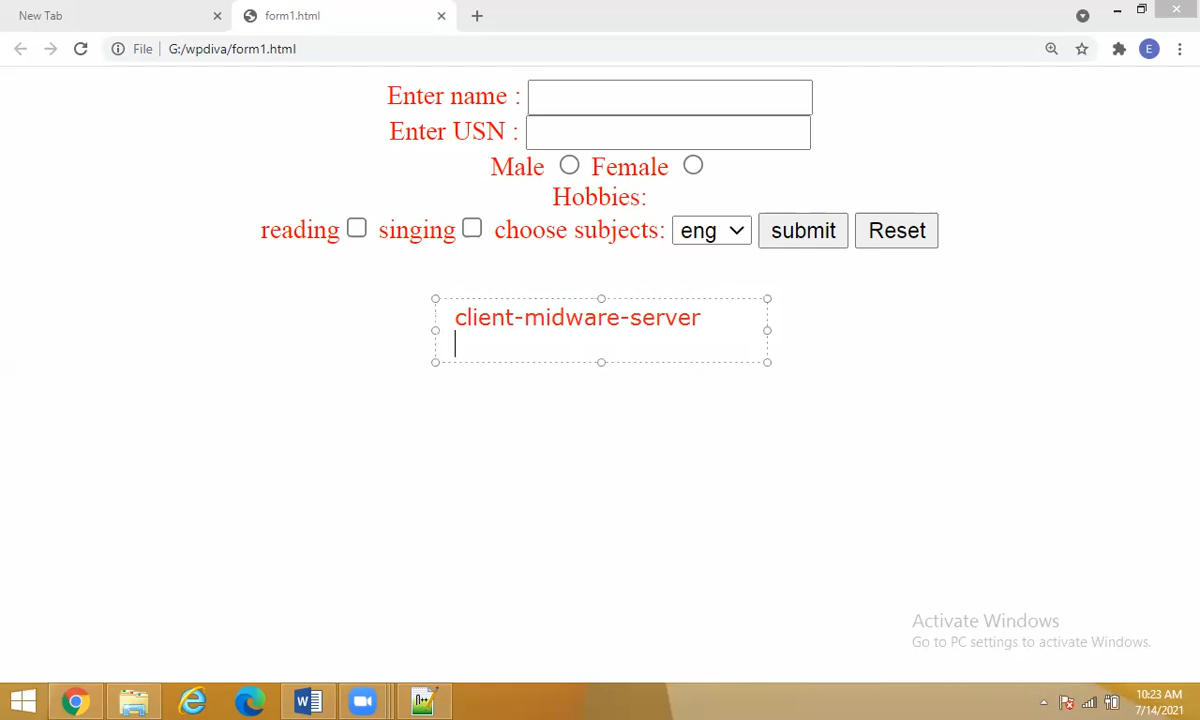 New Tab
form1.html
File
G:/wpdiva/form1.html
E
Enter name :
Enter USN :
Male Female
Hobbies:
reading singing choose subjects: eng submit Reset
client-midware-server
Activate Windows
Go to PC settings to activate Windows.
10:23 AM
7/14/2021